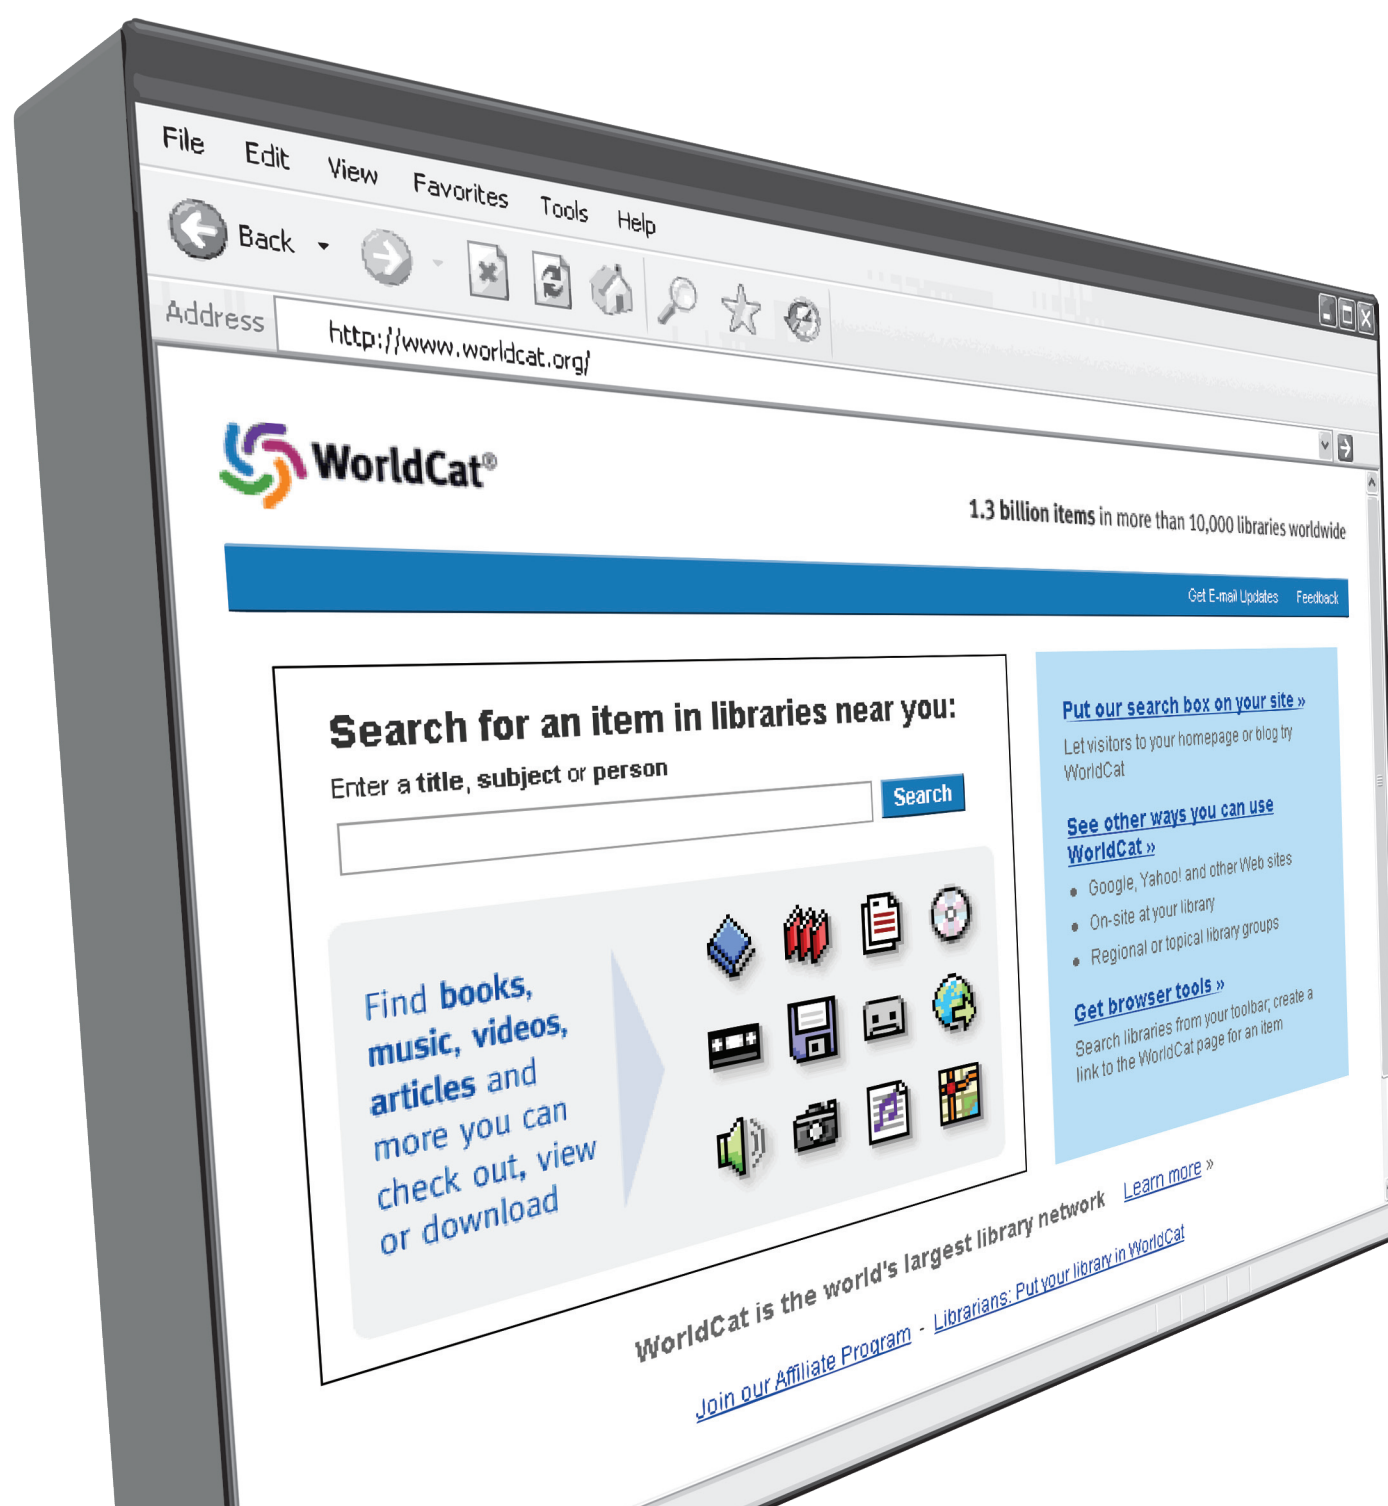 File Edit View Favorites Tools Help
Back
Address http://www.worldcat.org/
WorldCat®
1.3 billion items in more than 10,000 libraries worldwide
Get E-mail Updates Feedback
Search for an item in libraries near you:
Enter a title, subject or person
Search
Find books,
music, videos,
articles and
more you can
check out, view
or download
Put our search box on your site »
Let visitors to your homepage or blog try
WorldCat
See other ways you can use
WorldCat »
• Google, Yahoo! and other Web sites
• On-site at your library
• Regional or topical library groups
Get browser tools »
Search libraries from your toolbar; create a
link to the WorldCat page for an item
WorldCat is the world's largest library network Learn more »
Join our Affiliate Program - Librarians: Put your library in WorldCat